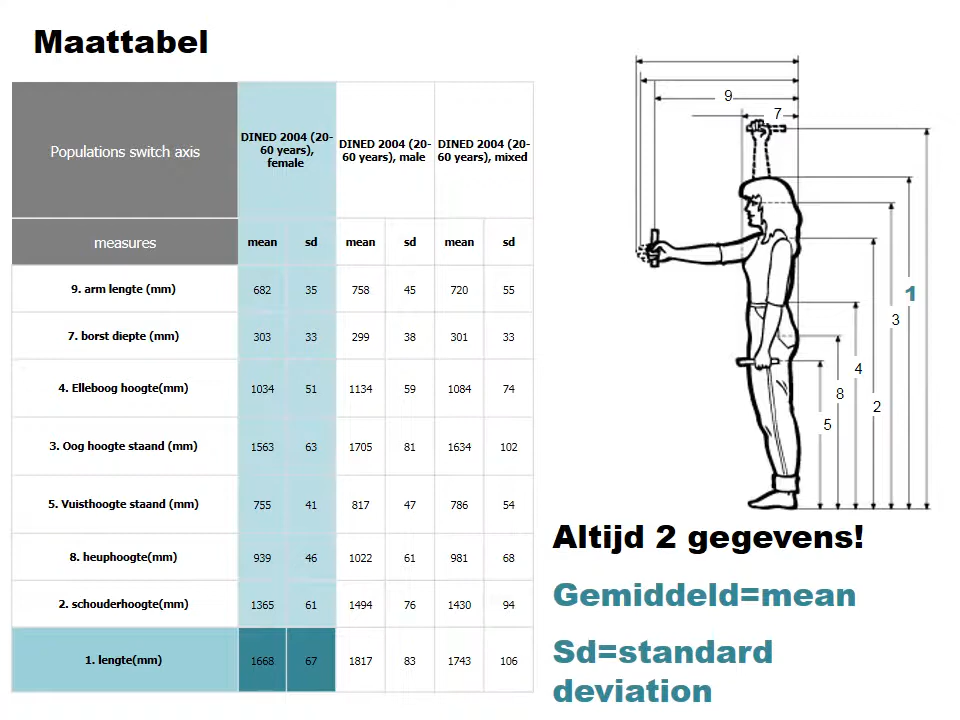 Maattabel
Populations switch axis
DINED 2004 (20-
60 years),
female
DINED 2004 (20-
60 years), male
DINED 2004 (20-
60 years), mixed
measures mean sd mean sd mean sd
9. arm lengte (mm) 682 35 758 45 720 55
7. borst diepte (mm) 303 33 299 38 301 33
4. Elleboog hoogte(mm) 1034 51 1134 59 1084 74
3. Oog hoogte staand (mm) 1563 63 1705 81 1634 102
5. Vuisthoogte staand (mm) 755 41 817 47 786 54
8. heuphoogte(mm) 939 46 1022 61 981 68
2. schouderhoogte(mm) 1365 61 1494 76 1430 94
1. lengte(mm) 1668 67 1817 83 1743 106
9
7
1
3
4
8
2
5
Altijd 2 gegevens!
Gemiddeld=mean
Sd=standard
deviation